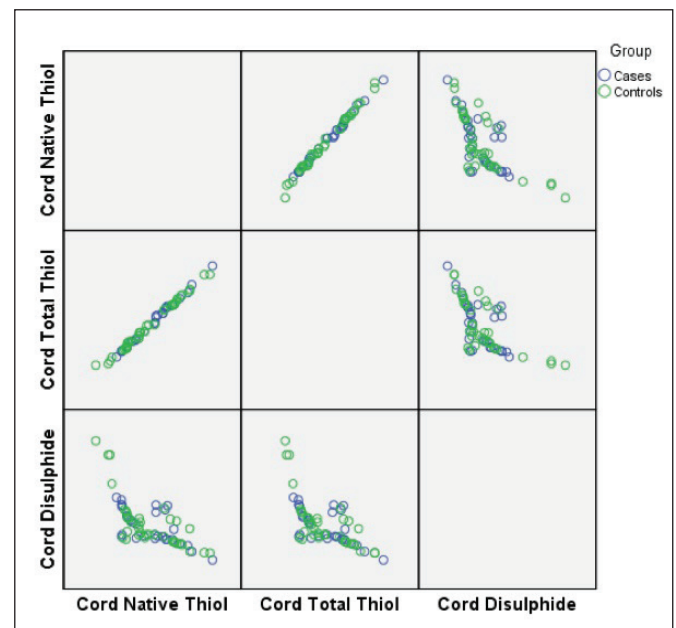 Group
Cases
Controls
Cord Native Thiol
Cord Total Thiol
Cord Disulphide
Cord Native Thiol
Cord Total Thiol
Cord Disulphide